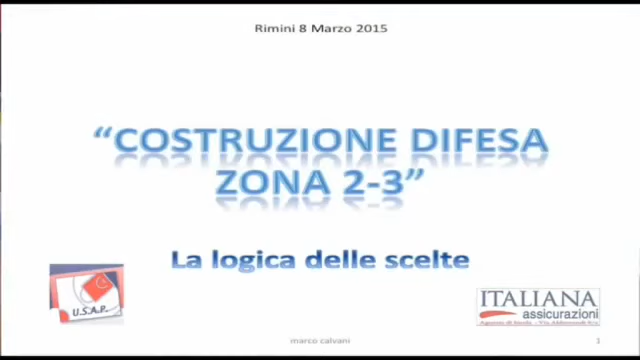 Rimini 8 Marzo 2015
“COSTRUZIONE DIFESA
ZONA 2-3”
La logica delle scelte
U.S.A.P.
ITALIANA
assicurazioni
marco calvani
1